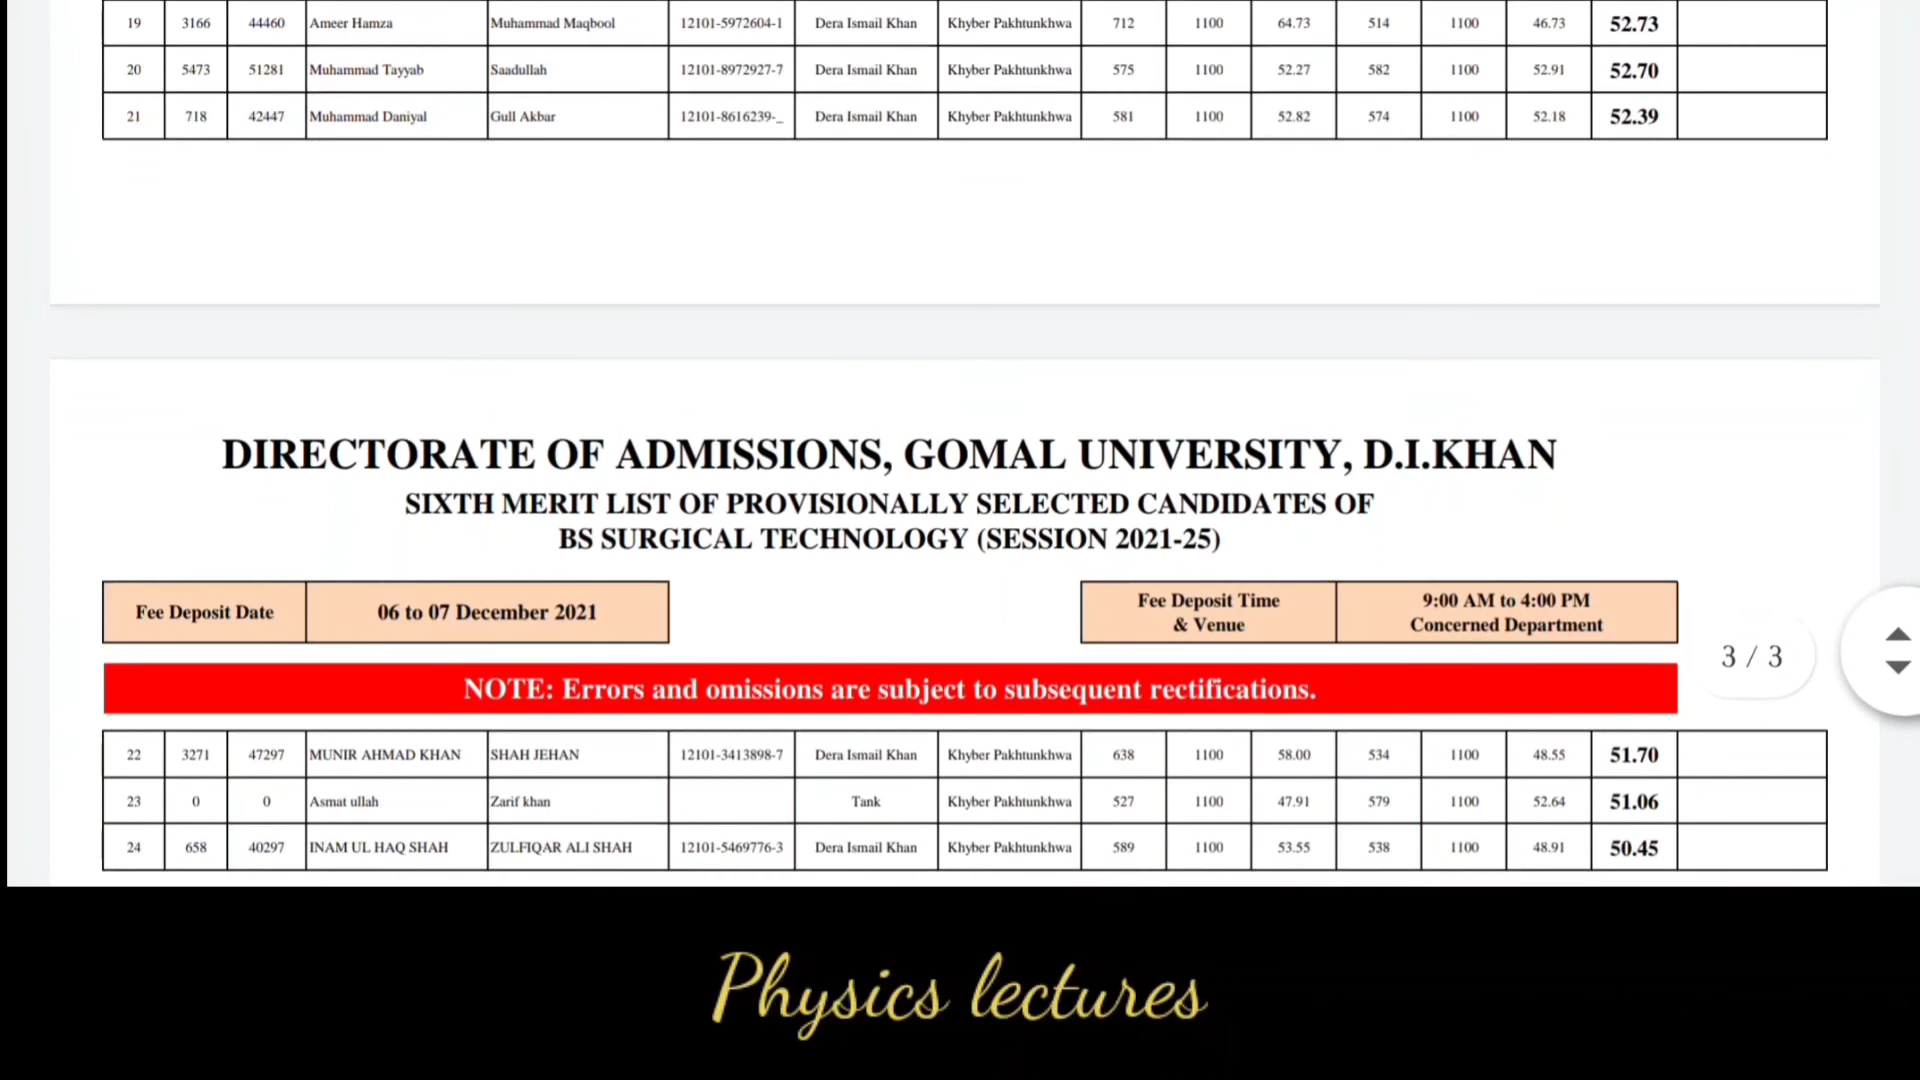 19 3166 44460 Ameer Hamza Muhammad Maqbool 12101-5972604-1 Dera Ismail Khan Khyber Pakhtunkhwa 712 1100 64.73 514 1100 46.73 52.73
20 5473 51281 Muhammad Tayyab Saadullah 12101-8972927-7 Dera Ismail Khan Khyber Pakhtunkhwa 575 1100 52.27 582 1100 52.91 52.70
21 718 42447 Muhammad Daniyal Gull Akbar 12101-8616239-_ Dera Ismail Khan Khyber Pakhtunkhwa 581 1100 52.82 574 1100 52.18 52.39
DIRECTORATE OF ADMISSIONS, GOMAL UNIVERSITY, D.I.KHAN
SIXTH MERIT LIST OF PROVISIONALLY SELECTED CANDIDATES OF
BS SURGICAL TECHNOLOGY (SESSION 2021-25)
Fee Deposit Date 06 to 07 December 2021
Fee Deposit Time & Venue
9:00 AM to 4:00 PM
Concerned Department
3 / 3
NOTE: Errors and omissions are subject to subsequent rectifications.
22 3271 47297 MUNIR AHMAD KHAN SHAH JEHAN 12101-3413898-7 Dera Ismail Khan Khyber Pakhtunkhwa 638 1100 58.00 534 1100 48.55 51.70
23 0 0 Asmat ullah Zarif khan Tank Khyber Pakhtunkhwa 527 1100 47.91 579 1100 52.64 51.06
24 658 40297 INAM UL HAQ SHAH ZULFIQAR ALI SHAH 12101-5469776-3 Dera Ismail Khan Khyber Pakhtunkhwa 589 1100 53.55 538 1100 48.91 50.45
Physics lectures